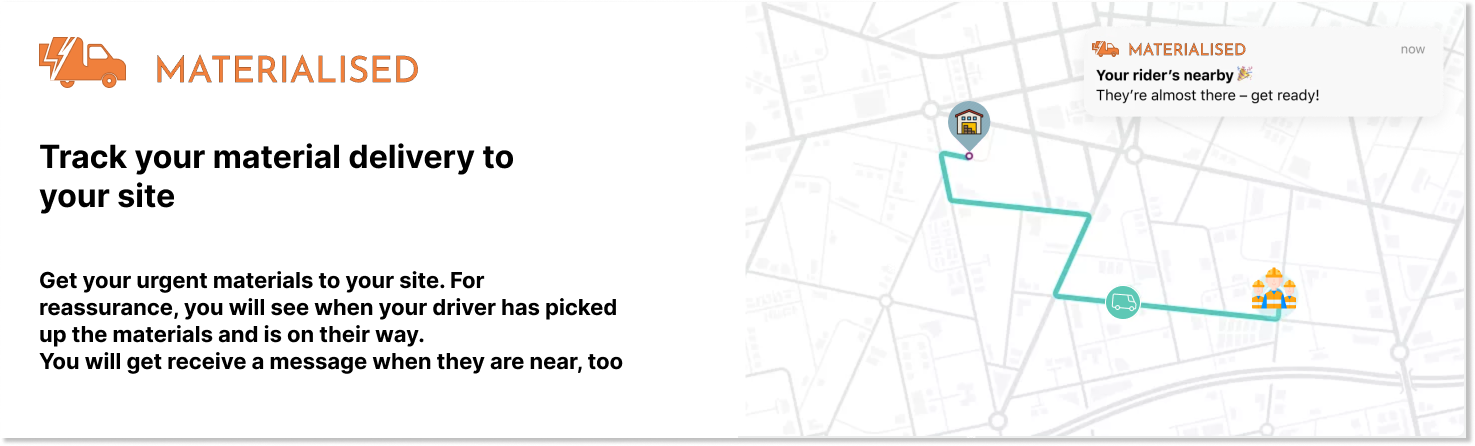 MATERIALISED
Track your material delivery to
your site
Get your urgent materials to your site. For
reassurance, you will see when your driver has picked
up the materials and is on their way.
You will get receive a message when they are near, too
MATERIALISED now
Your rider’s nearby 🎉
They’re almost there – get ready!